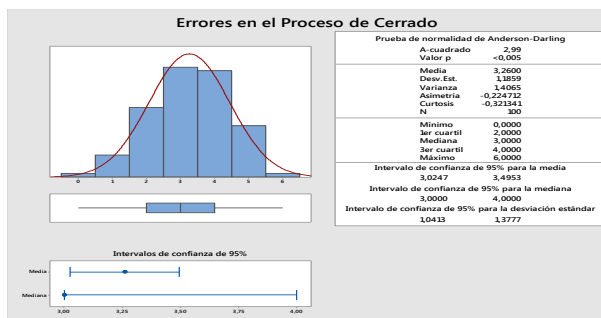 Errores en el Proceso de Cerrado
0 1 2 3 4 5 6
Prueba de normalidad de Anderson-Darling
A-cuadrado 2,99
Valor p <0,005
Media 3,2600
Desv.Est. 1,1859
Varianza 1,4065
Asimetría -0,224712
Curtosis -0,321341
N 100
Mínimo 0,0000
1er cuartil 2,0000
Mediana 3,0000
3er cuartil 4,0000
Máximo 6,0000
Intervalo de confianza de 95% para la media
3,0247 3,4953
Intervalo de confianza de 95% para la mediana
3,0000 4,0000
Intervalo de confianza de 95% para la desviación estándar
1,0413 1,3777
Intervalos de confianza de 95%
Media
Mediana
3,00 3,25 3,50 3,75 4,00